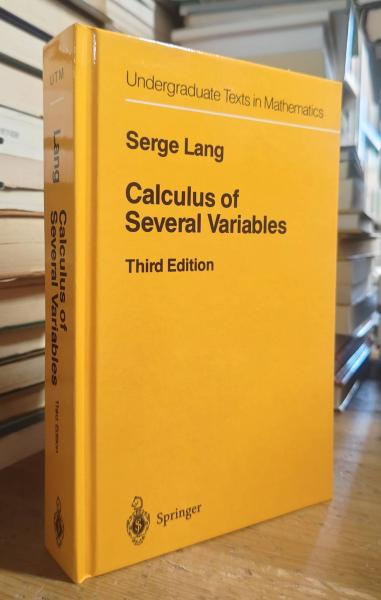 Undergraduate Texts in Mathematics
Serge Lang
Calculus of
Several Variables
Third Edition
Springer
UTM
Lang
Calculus of
Several Variables
Third Edition